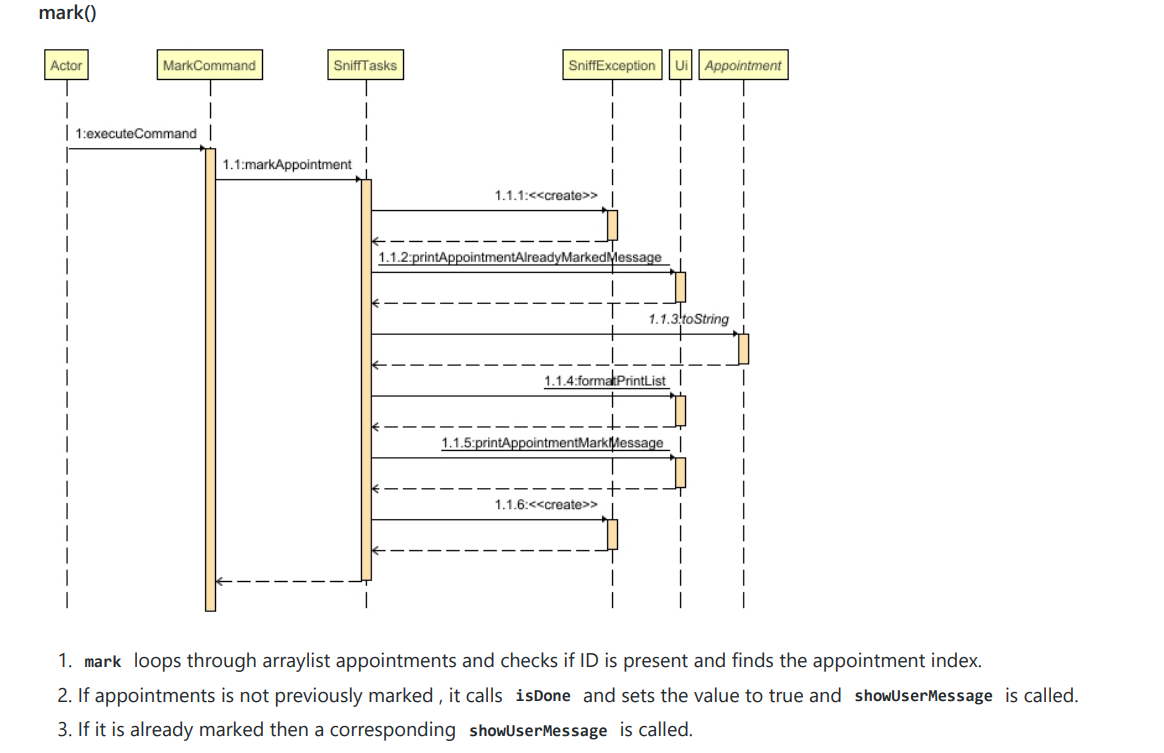 mark()
Actor
MarkCommand
SniffTasks
SniffException
Ui
Appointment
1:executeCommand
1.1:markAppointment
1.1.1:<<create>>
1.1.2:printAppointmentAlreadyMarkedMessage
1.1.3:toString
1.1.4:formatPrintList
1.1.5:printAppointmentMarkMessage
1.1.6:<<create>>
1. mark loops through arraylist appointments and checks if ID is present and finds the appointment index.
2. If appointments is not previously marked , it calls isDone and sets the value to true and showUserMessage is called.
3. If it is already marked then a corresponding showUserMessage is called.